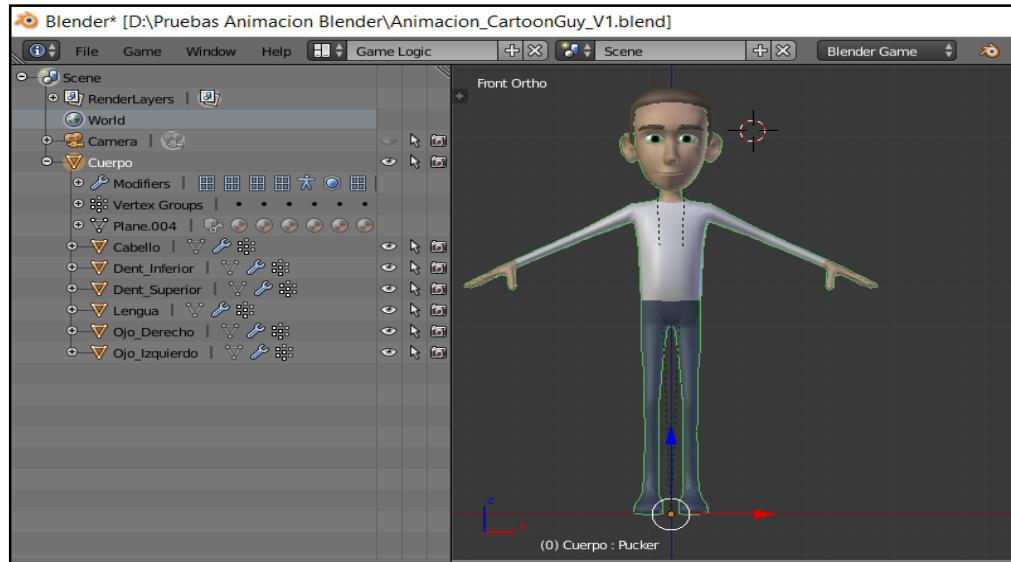 Blender* [D:\Pruebas Animacion Blender\Animacion_CartoonGuy_V1.blend]
File Game Window Help Game Logic Scene Blender Game
Scene
RenderLayers |
World
Camera |
Cuerpo
Modifiers |
Vertex Groups |
Plane.004 |
Cabello |
Dent_Inferior |
Dent_Superior |
Lengua |
Ojo_Derecho |
Ojo_Izquierdo |
Front Ortho
z
x
(0) Cuerpo : Pucker